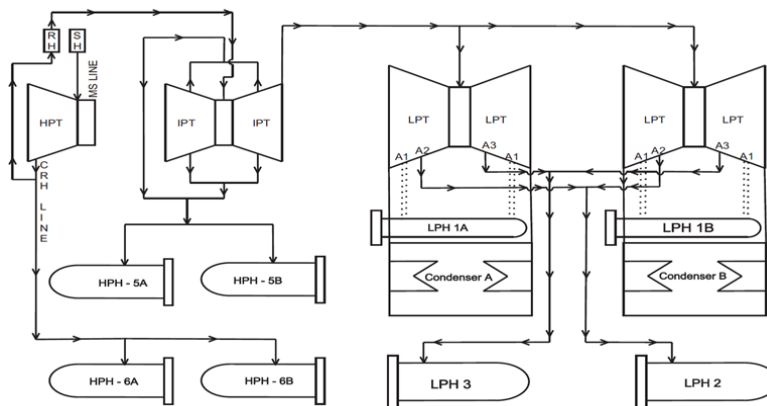 RH
SH
MS LINE
HPT
IPT
IPT
LPT
LPT
LPT
LPT
A1
A2
A3
A1
A1
A2
A3
A1
CRH LINE
LPH 1A
LPH 1B
HPH - 5A
HPH - 5B
Condenser A
Condenser B
HPH - 6A
HPH - 6B
LPH 3
LPH 2